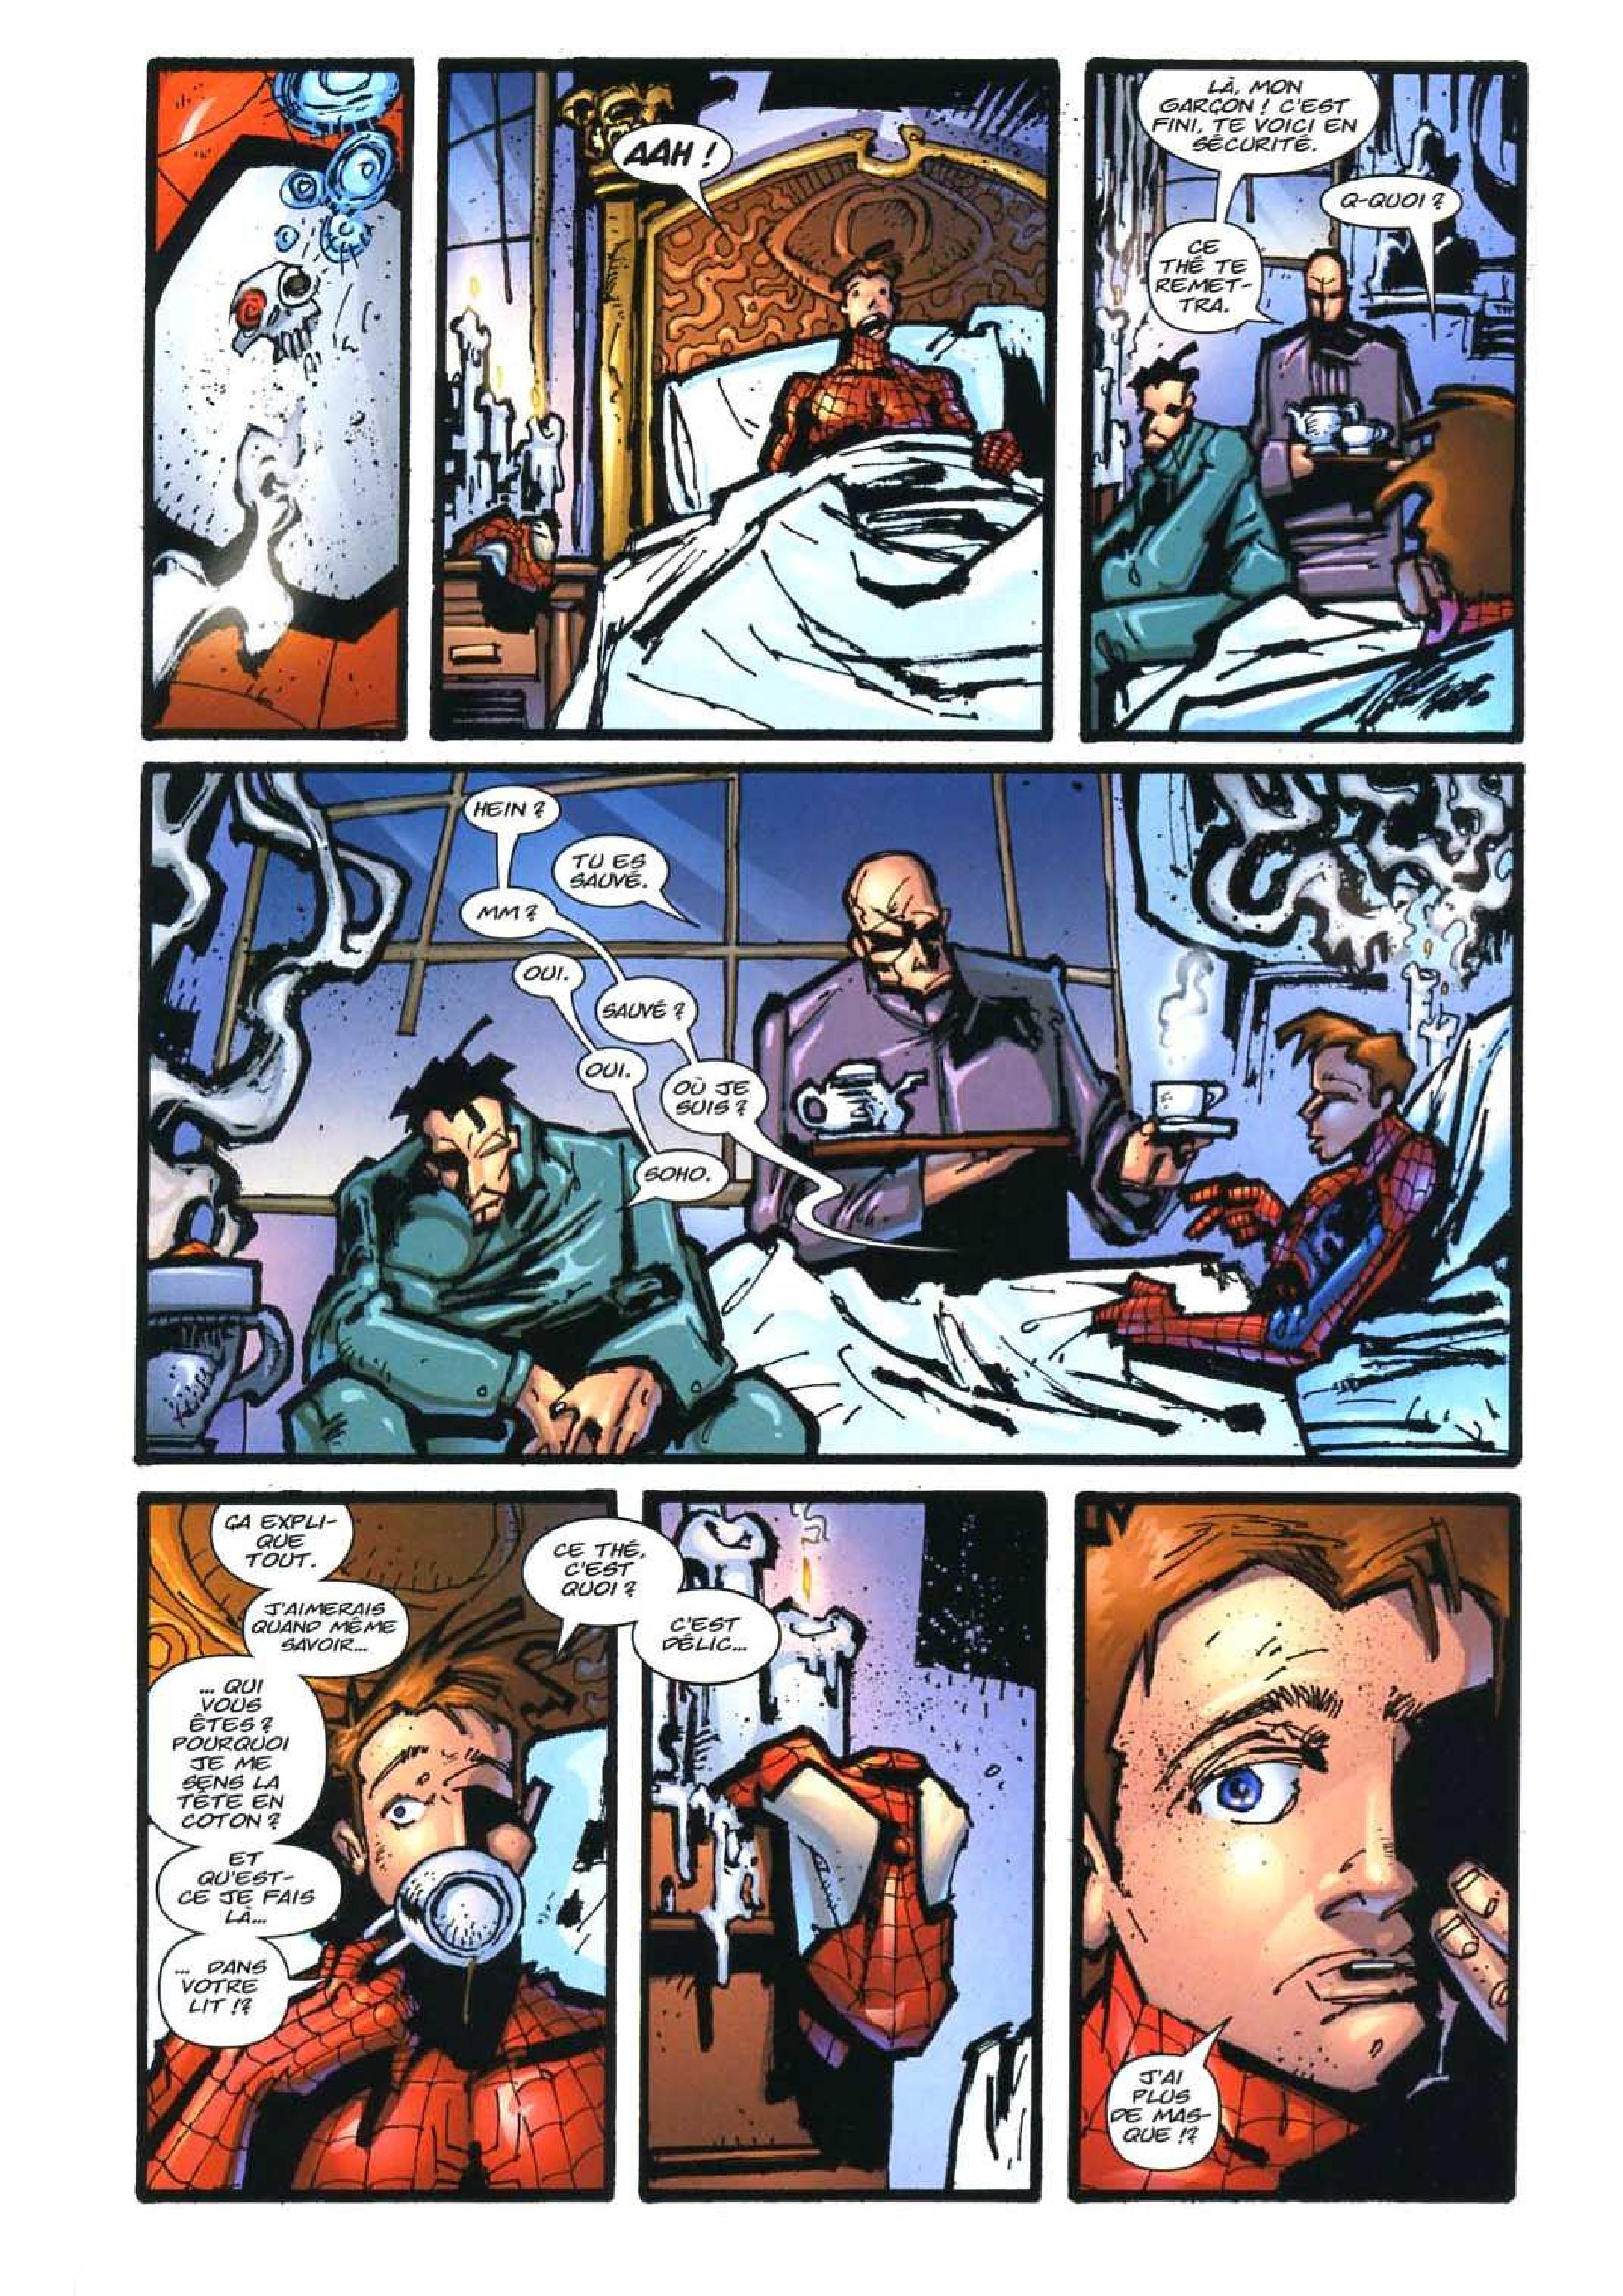 AAH !
LÀ, MON
GARÇON ! C'EST
FINI, TE VOICI EN
SÉCURITÉ.
Q-QUOI ?
CE
THÉ TE
REMET-
TRA.
HEIN ?
TU ES
SAUVÉ.
MM ?
OUI.
SAUVÉ ?
OUI.
OÙ JE
SUIS ?
SOHO.
ÇA EXPLI-
QUE
TOUT.
J'AIMERAIS
QUAND MÊME
SAVOIR...
... QUI
VOUS
ÊTES ?
POURQUOI
JE ME
SENS LA
TÊTE EN
COTON ?
ET
QU'EST-
CE JE FAIS
LÀ...
... DANS
VOTRE
LIT !?
CE THÉ,
C'EST
QUOI ?
C'EST
DÉLIC...
J'AI
PLUS
DE MAS-
QUE !?